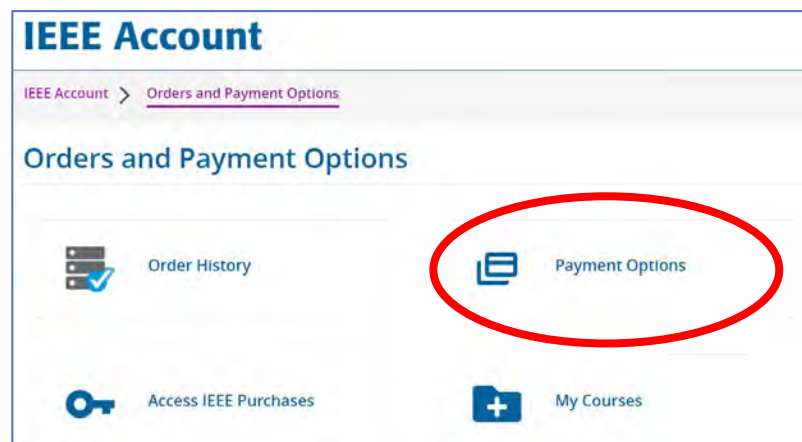 IEEE Account
IEEE Account > Orders and Payment Options
Orders and Payment Options
Order History
Payment Options
Access IEEE Purchases
My Courses